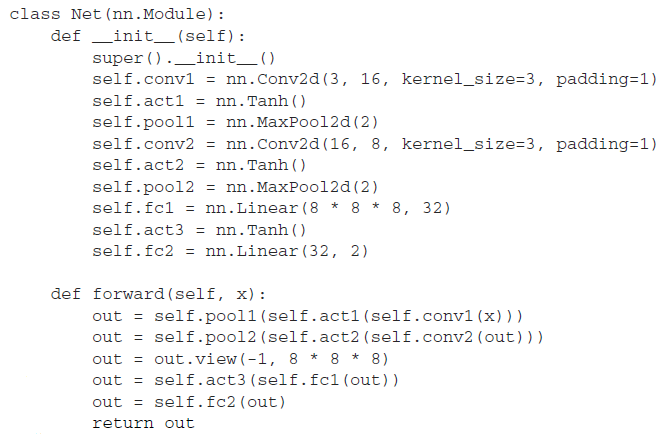 class Net(nn.Module):
    def __init__(self):
        super().__init__()
        self.conv1 = nn.Conv2d(3, 16, kernel_size=3, padding=1)
        self.act1 = nn.Tanh()
        self.pool1 = nn.MaxPool2d(2)
        self.conv2 = nn.Conv2d(16, 8, kernel_size=3, padding=1)
        self.act2 = nn.Tanh()
        self.pool2 = nn.MaxPool2d(2)
        self.fc1 = nn.Linear(8 * 8 * 8, 32)
        self.act3 = nn.Tanh()
        self.fc2 = nn.Linear(32, 2)

    def forward(self, x):
        out = self.pool1(self.act1(self.conv1(x)))
        out = self.pool2(self.act2(self.conv2(out)))
        out = out.view(-1, 8 * 8 * 8)
        out = self.act3(self.fc1(out))
        out = self.fc2(out)
        return out